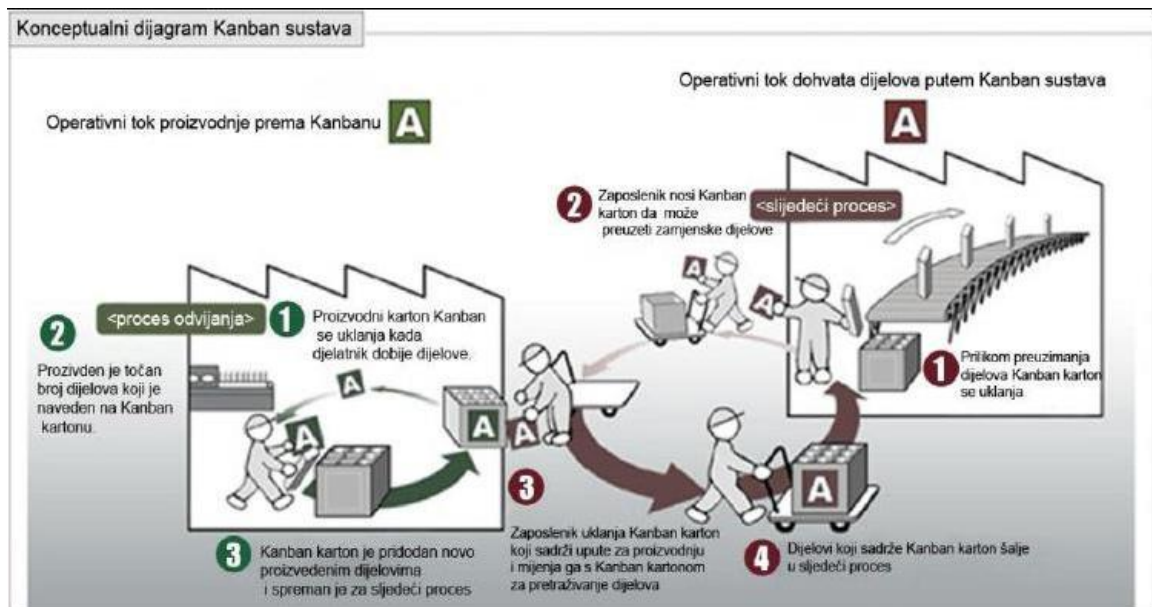 Konceptualni dijagram Kanban sustava
Operativni tok dohvata dijelova putem Kanban sustava
A
Operativni tok proizvodnje prema Kanbanu
A
2
Zaposlenik nosi Kanban
karton da može
preuzeti zamjenske dijelove
<slijedeći proces>
A
A
1
Prilikom preuzimanja
dijelova Kanban karton
se uklanja
<proces odvijanja>
1
Proizvodni karton Kanban
se uklanja kada
djelatnik dobije dijelove.
2
Prozivden je točan
broj dijelova koji je
naveden na Kanban
kartonu.
A
A
A
A
A
3
Kanban karton je pridodan novo
proizvedenim dijelovima
i spreman je za sljedeći proces
3
Zaposlenik uklanja Kanban karton
koji sadrži upute za proizvodnju
i mijenja ga s Kanban kartonom
za pretraživanje dijelova
4
Dijelovi koji sadrže Kanban karton šalje
u sljedeći proces